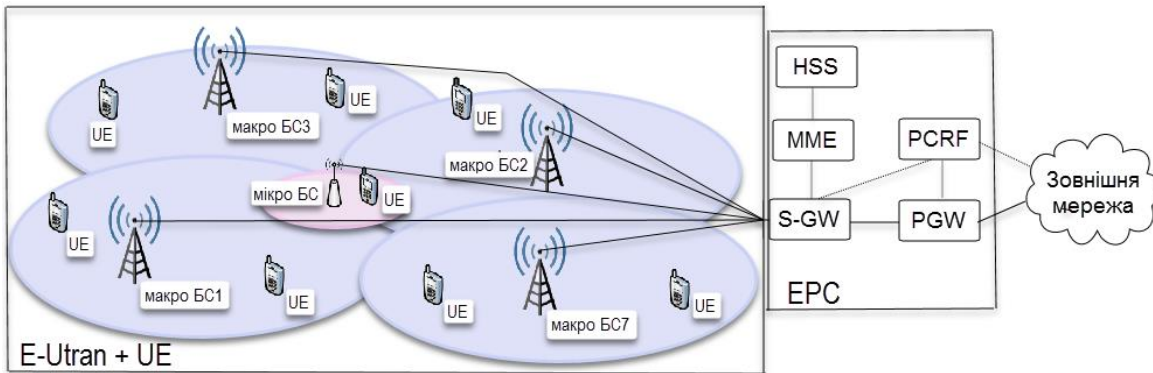 UE
макро БС3
UE
UE
макро БС2
мікро БС
UE
UE
макро БС1
UE
UE
макро БС7
UE
E-Utran + UE
HSS
MME
PCRF
S-GW
PGW
EPC
Зовнішня
мережа